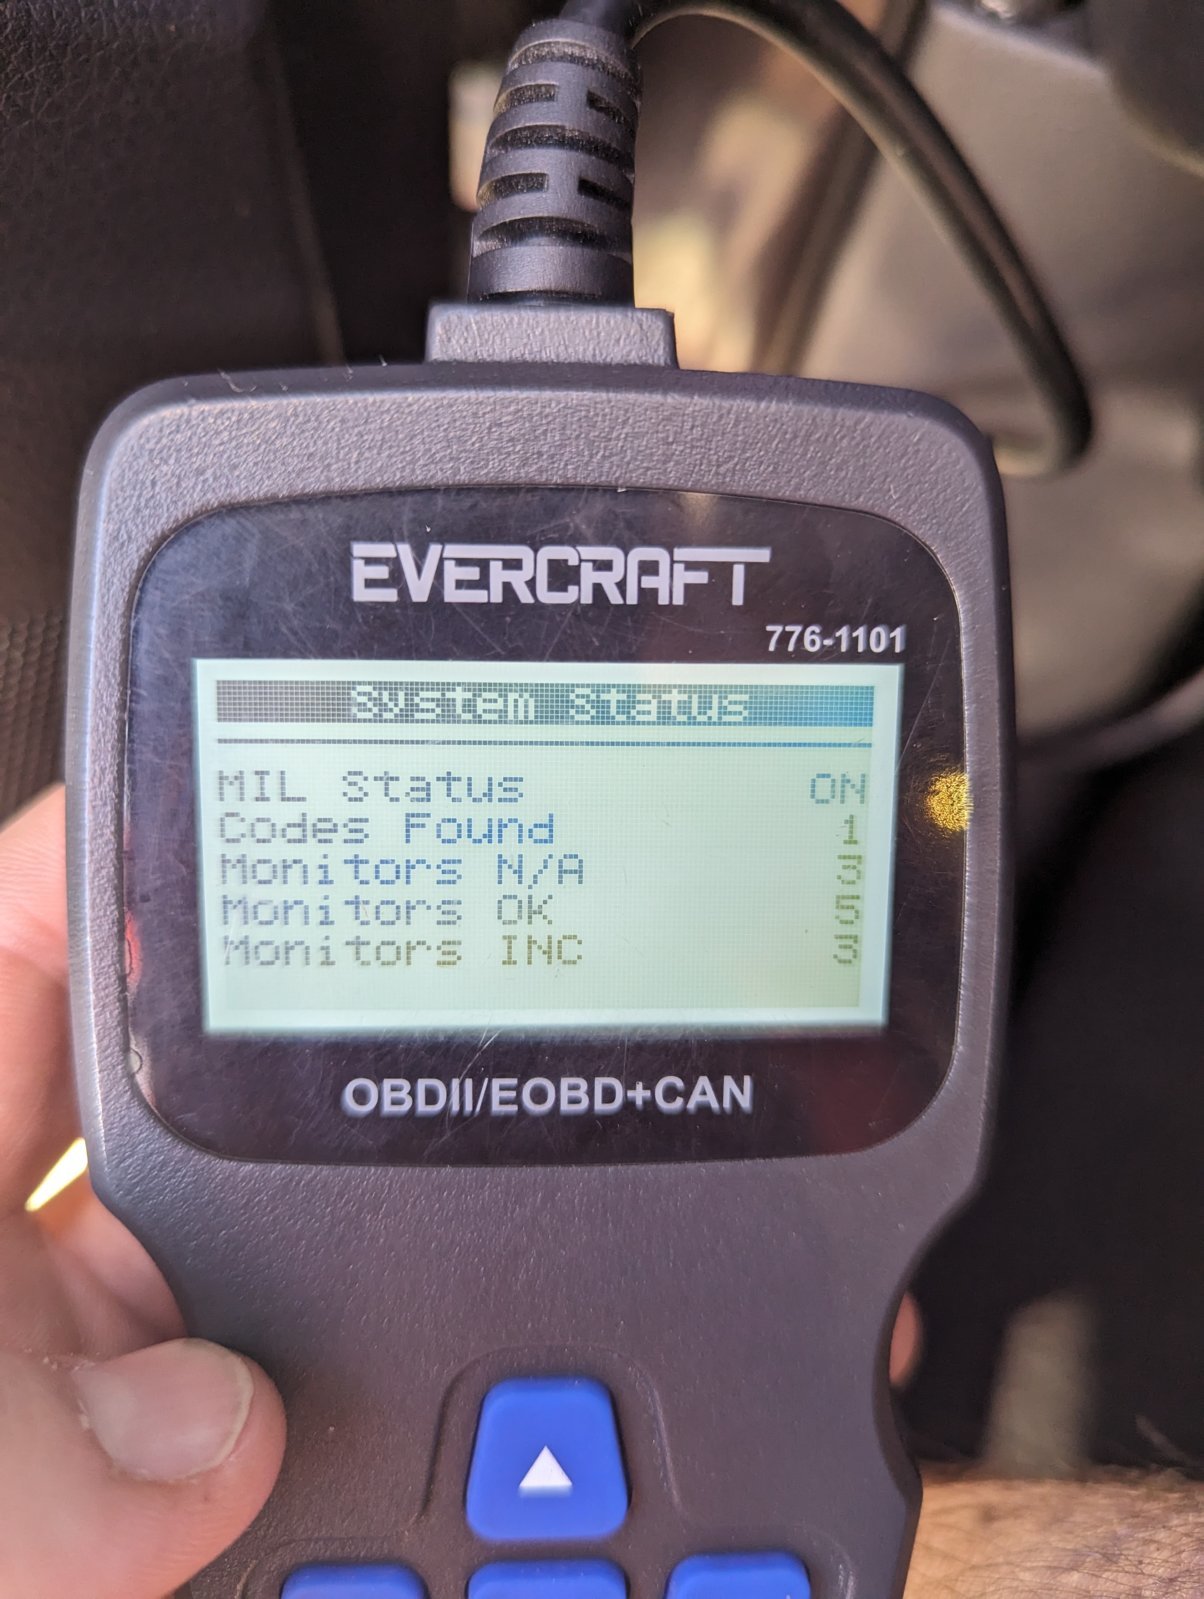 EVERCRAFT
776-1101
System Status
MIL Status ON
Codes Found 1
Monitors N/A 3
Monitors OK 5
Monitors INC 3
OBDII/EOBD+CAN